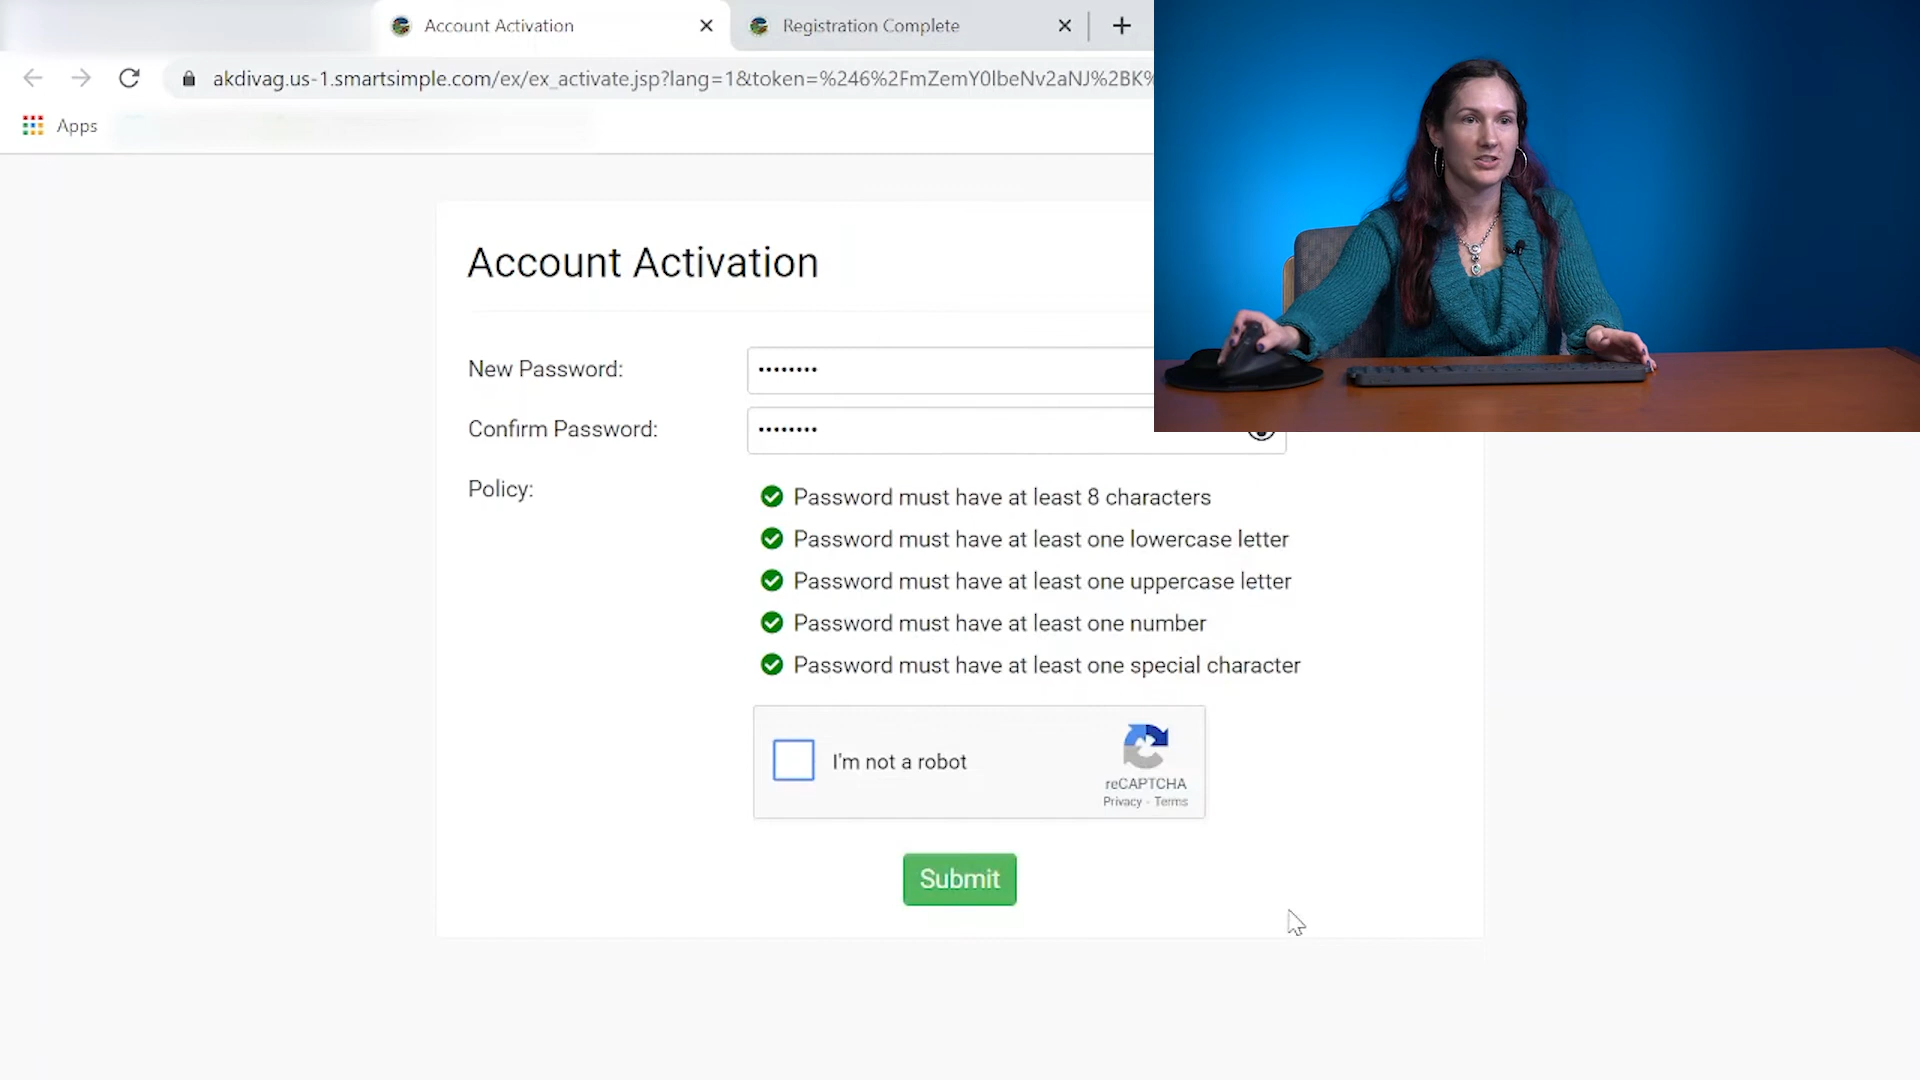 Account Activation
Registration Complete
akdivag.us-1.smartsimple.com/ex/ex_activate.jsp?lang=1&token=%246%2FmZemY0lbeNv2aNJ%2BK%
Apps
Account Activation
New Password:
Confirm Password:
Policy:
Password must have at least 8 characters
Password must have at least one lowercase letter
Password must have at least one uppercase letter
Password must have at least one number
Password must have at least one special character
I'm not a robot
reCAPTCHA
Privacy - Terms
Submit